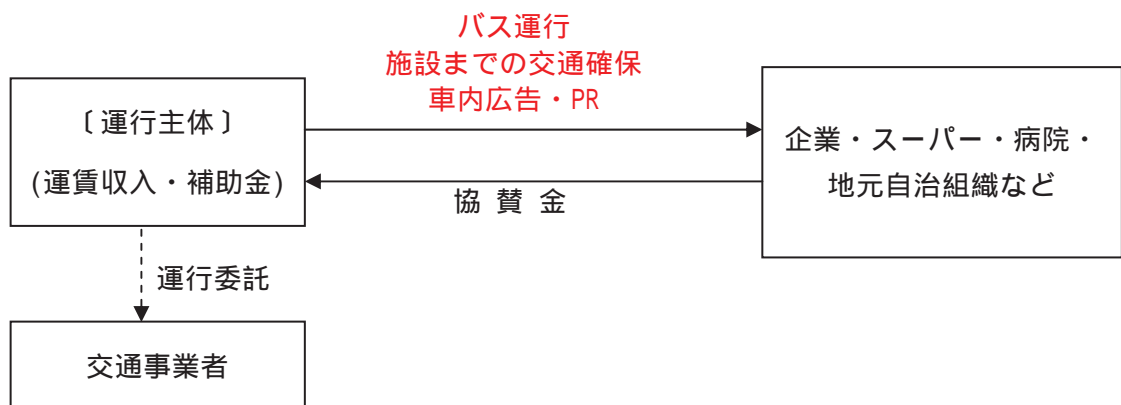 バス運行
施設までの交通確保
車内広告・PR
〔運行主体〕
(運賃収入・補助金)
企業・スーパー・病院・
地元自治組織など
協賛金
運行委託
交通事業者